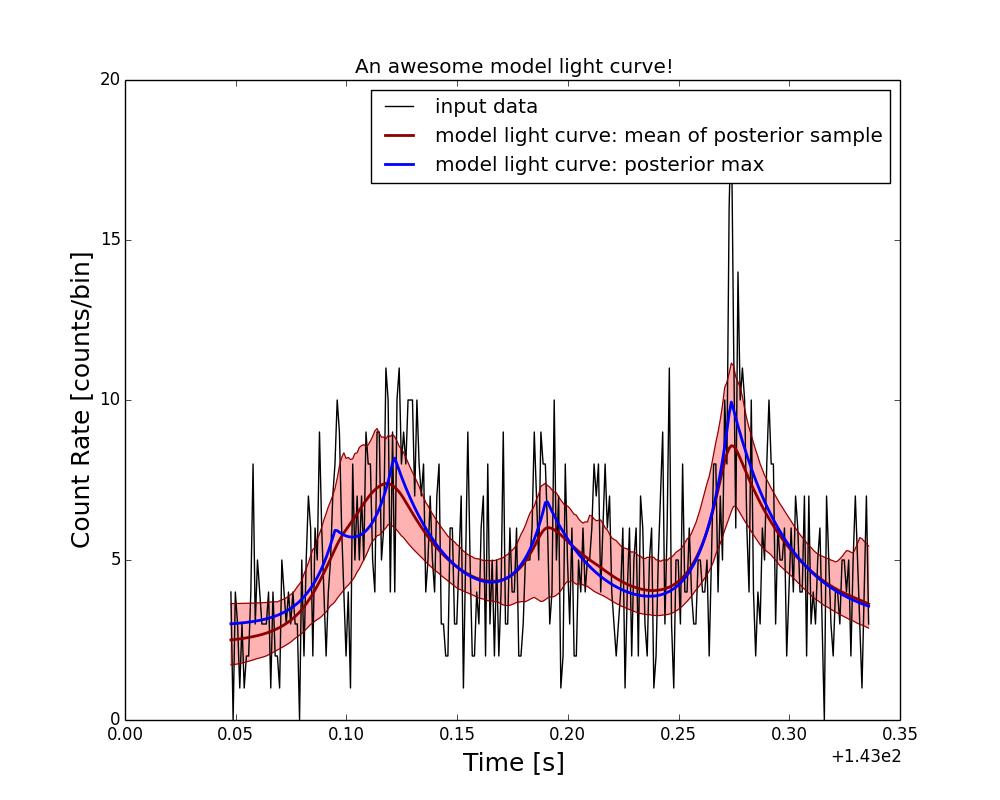 An awesome model light curve!
input data
model light curve: mean of posterior sample
model light curve: posterior max
Count Rate [counts/bin]
20
15
10
5
0
0.00 0.05 0.10 0.15 0.20 0.25 0.30 0.35
+1.43e2
Time [s]